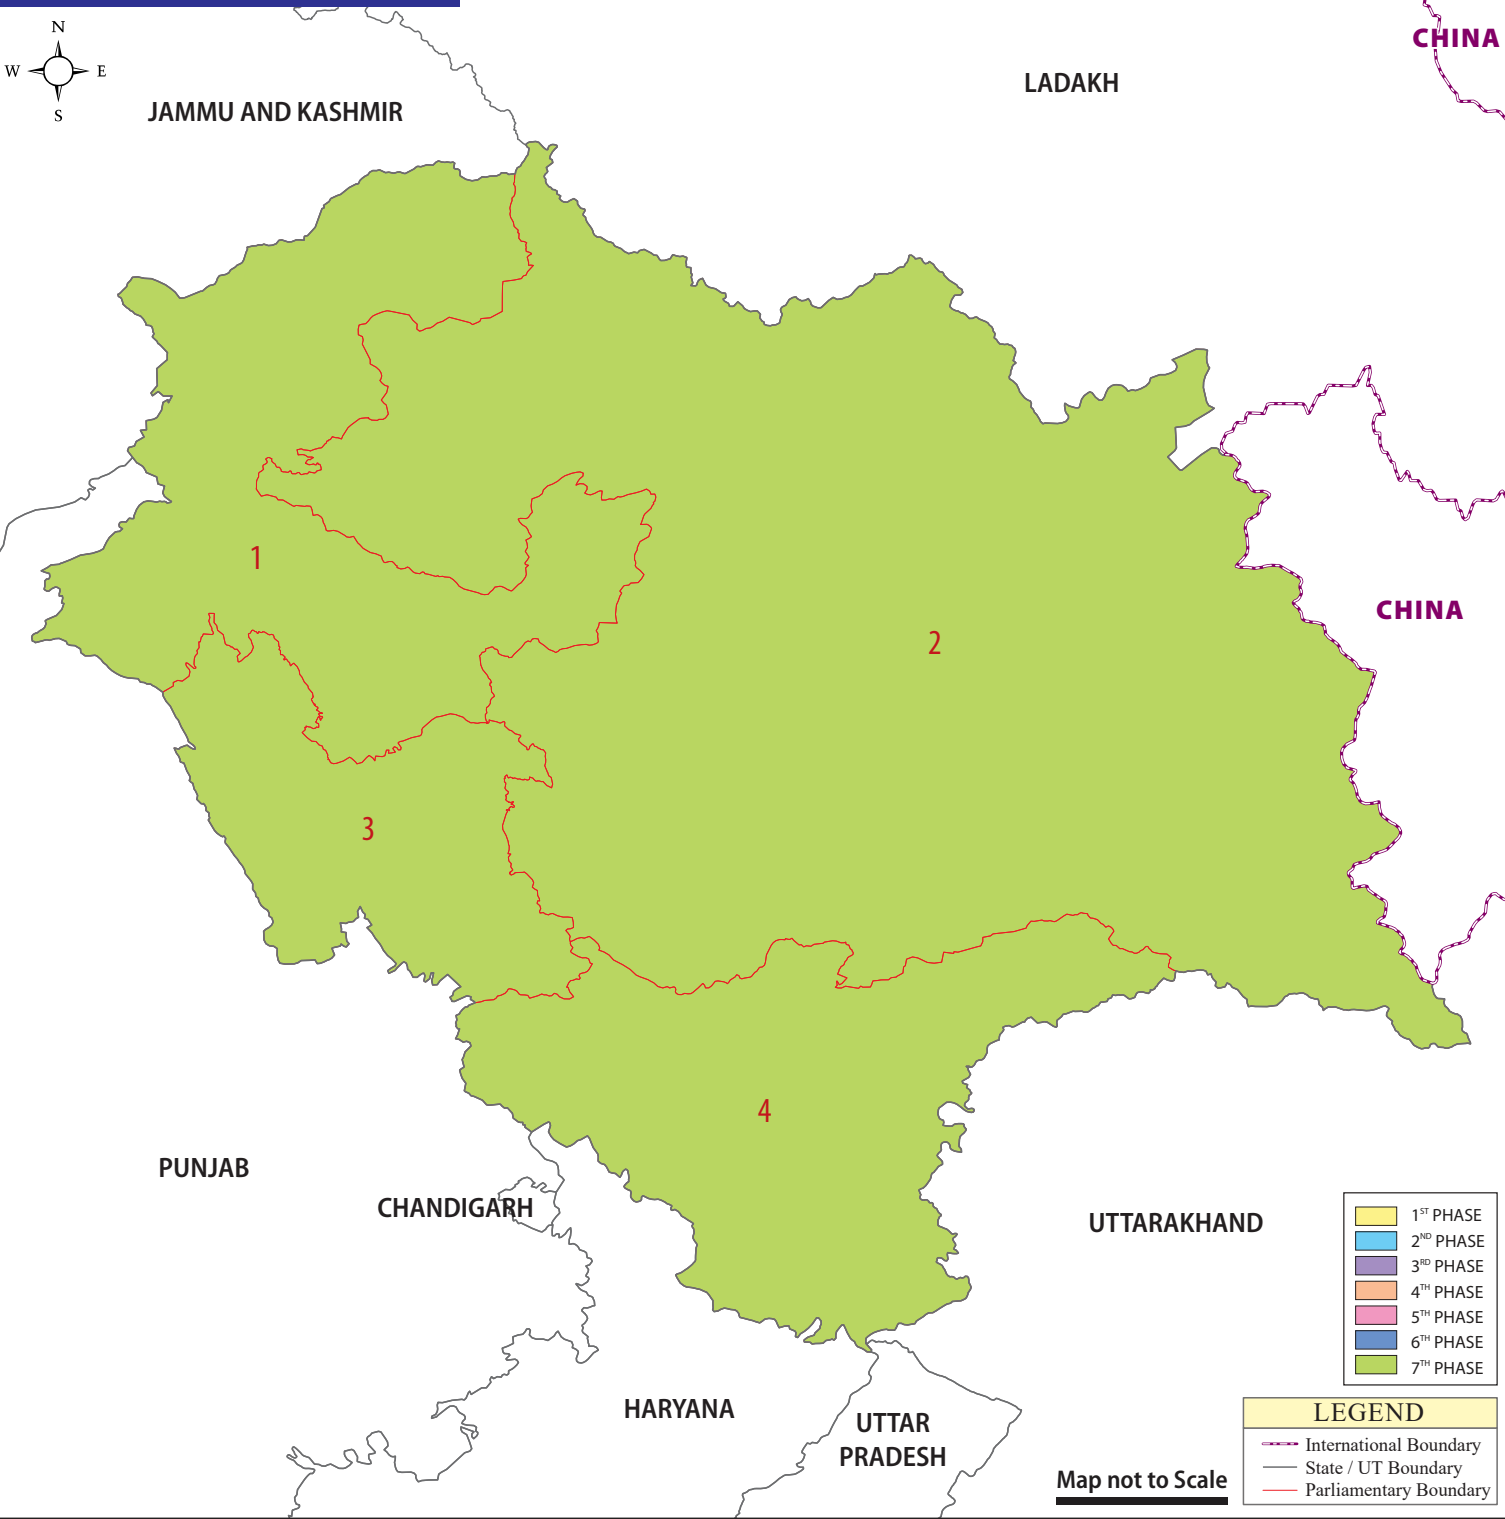 N
W E
S
CHINA
LADAKH
JAMMU AND KASHMIR
1
2
CHINA
3
4
PUNJAB
CHANDIGARH
UTTARAKHAND
1ST PHASE
2ND PHASE
3RD PHASE
4TH PHASE
5TH PHASE
6TH PHASE
7TH PHASE
HARYANA
UTTAR
PRADESH
Map not to Scale
LEGEND
International Boundary
State / UT Boundary
Parliamentary Boundary